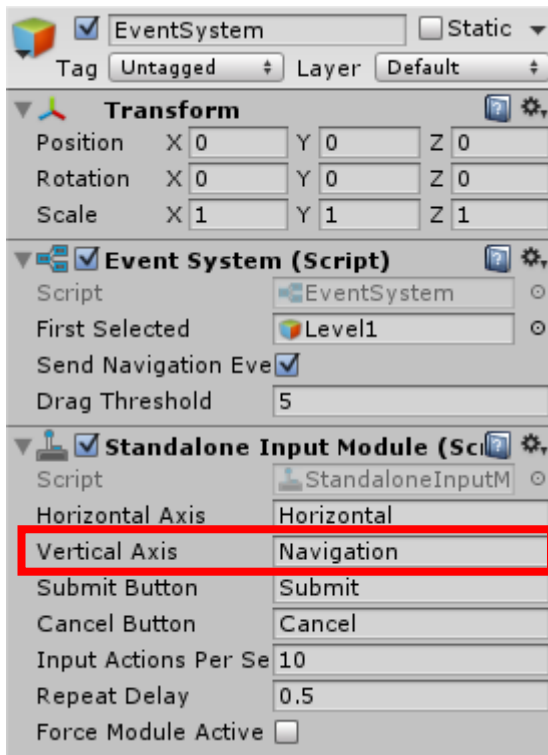 EventSystem Static
Tag Untagged Layer Default
Transform
Position X 0 Y 0 Z 0
Rotation X 0 Y 0 Z 0
Scale X 1 Y 1 Z 1
Event System (Script)
Script EventSystem
First Selected Level1
Send Navigation Eve
Drag Threshold 5
Standalone Input Module (Scr
Script StandaloneInputM
Horizontal Axis Horizontal
Vertical Axis Navigation
Submit Button Submit
Cancel Button Cancel
Input Actions Per Se 10
Repeat Delay 0.5
Force Module Active